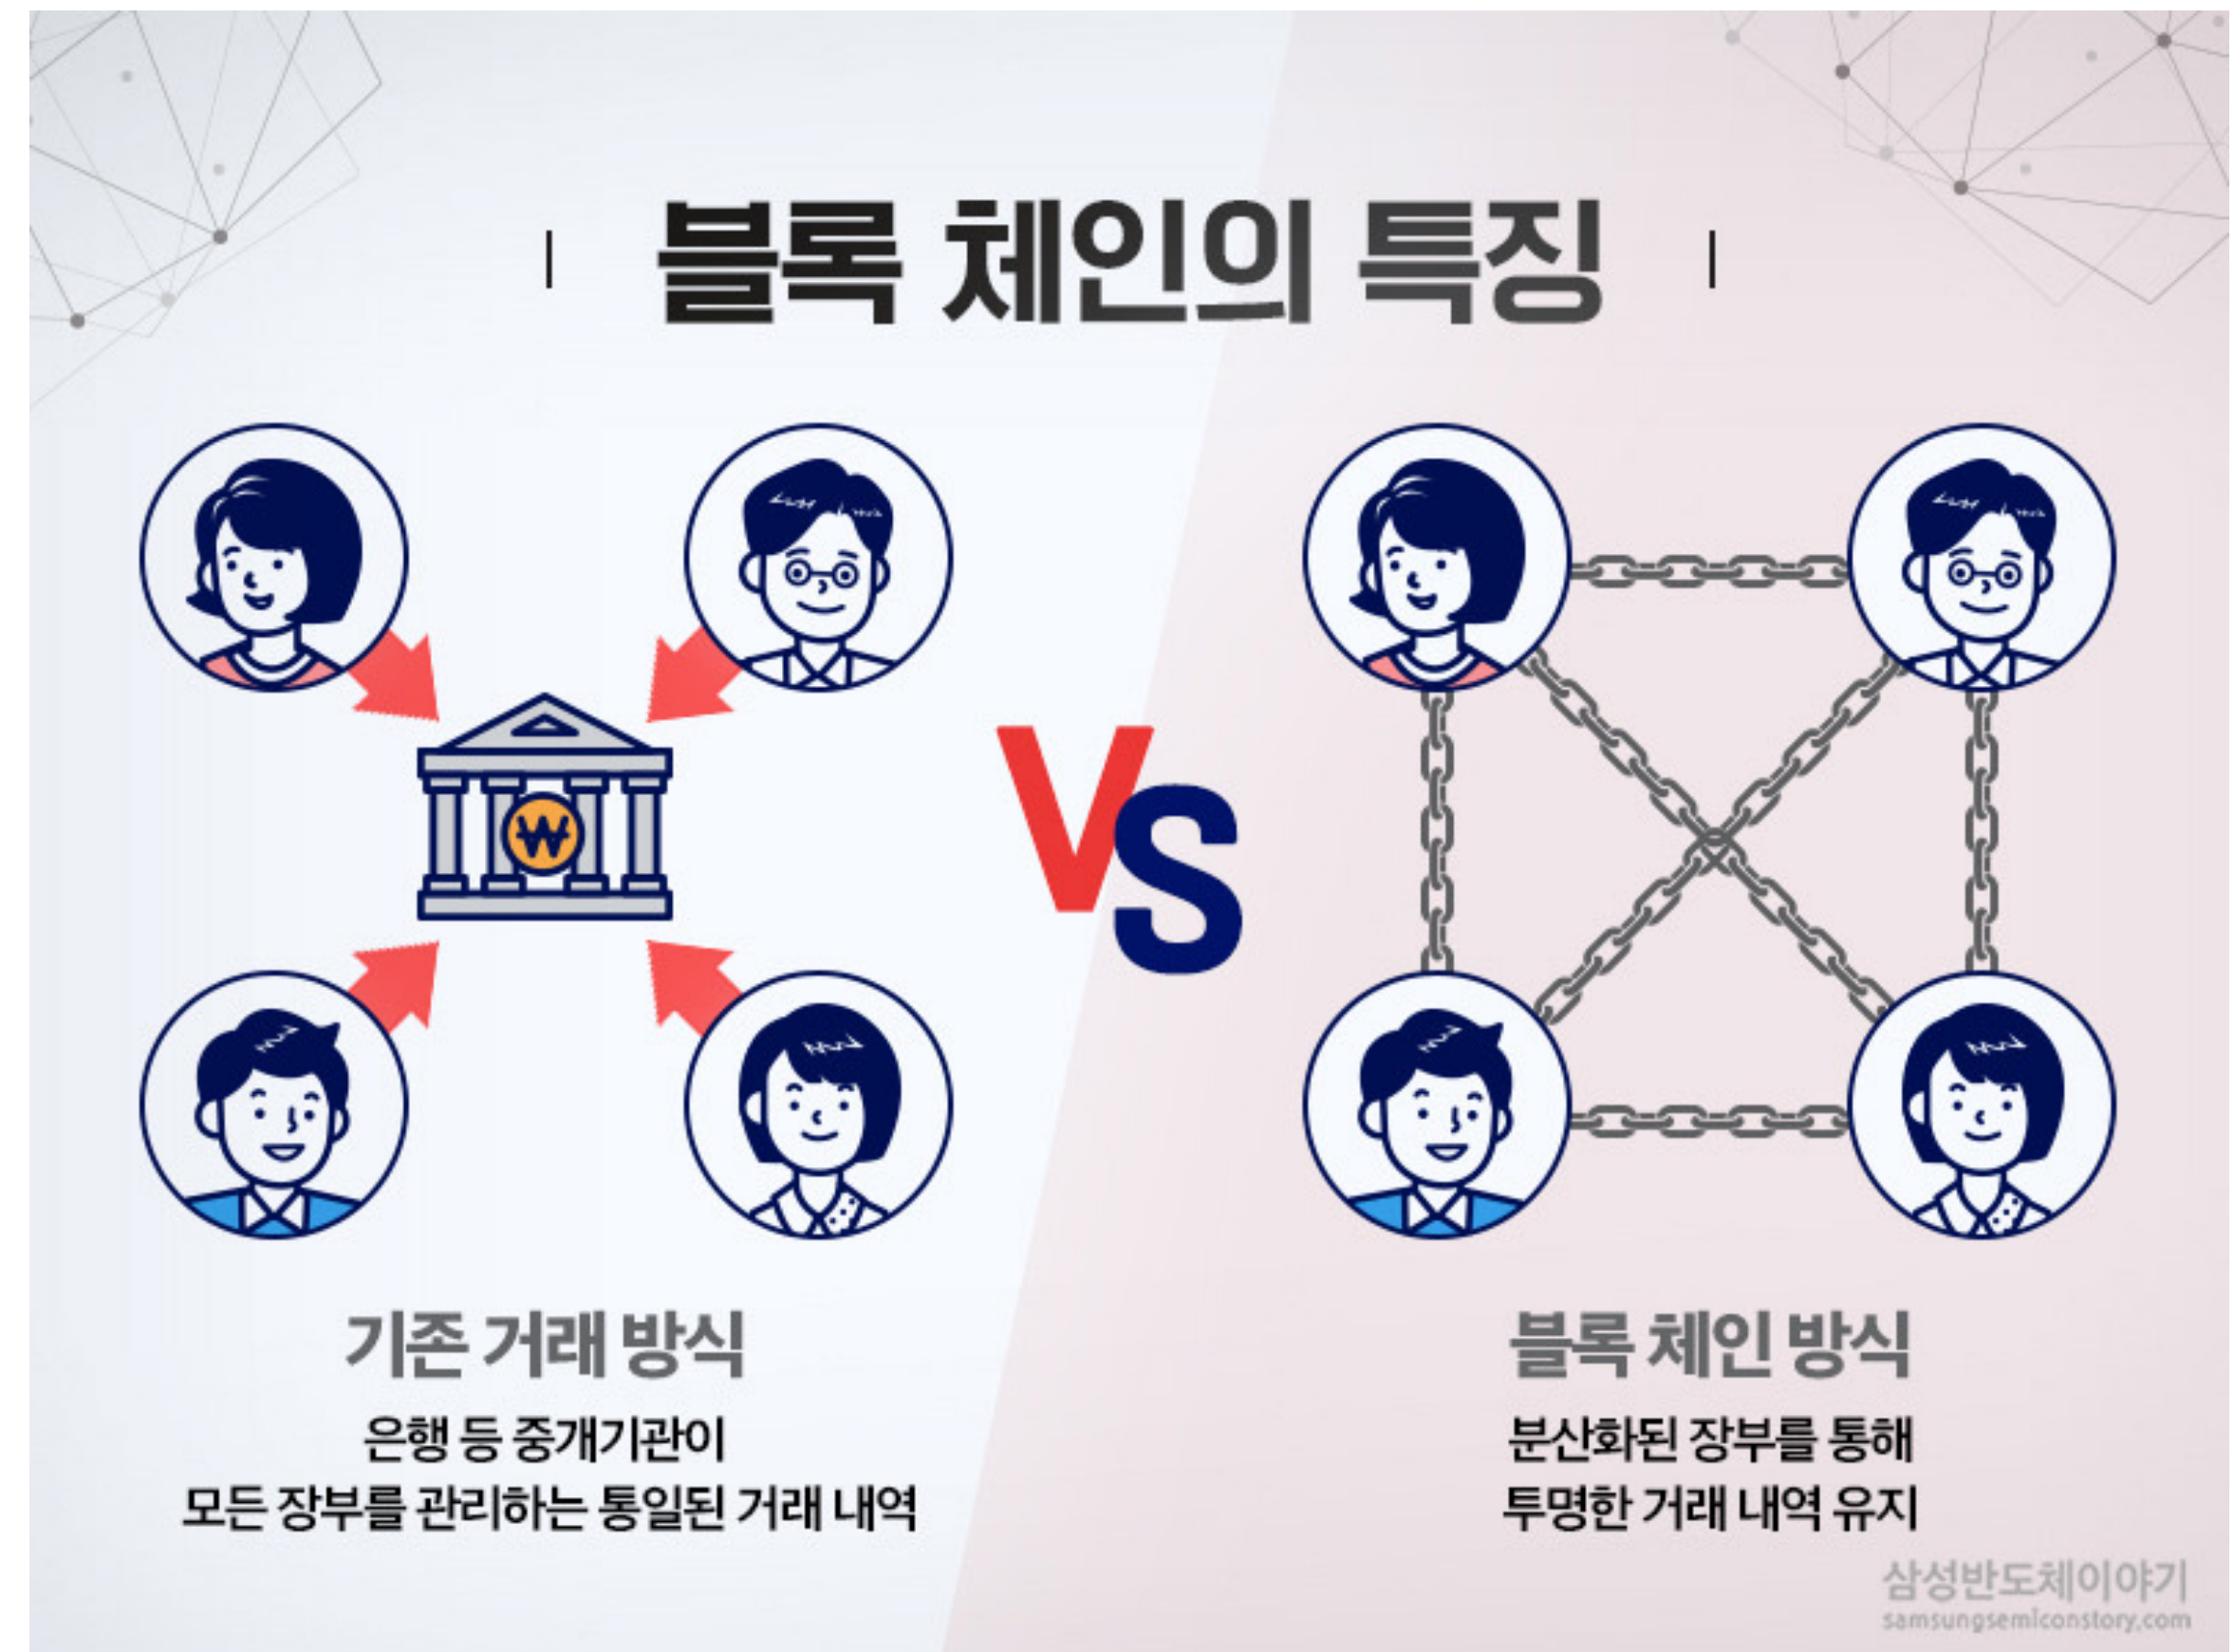 블록 체인의 특징
VS
기존 거래 방식
은행 등 중개기관이
모든 장부를 관리하는 통일된 거래 내역
블록 체인 방식
분산화된 장부를 통해
투명한 거래 내역 유지
삼성반도체이야기
samsungsemiconstory.com